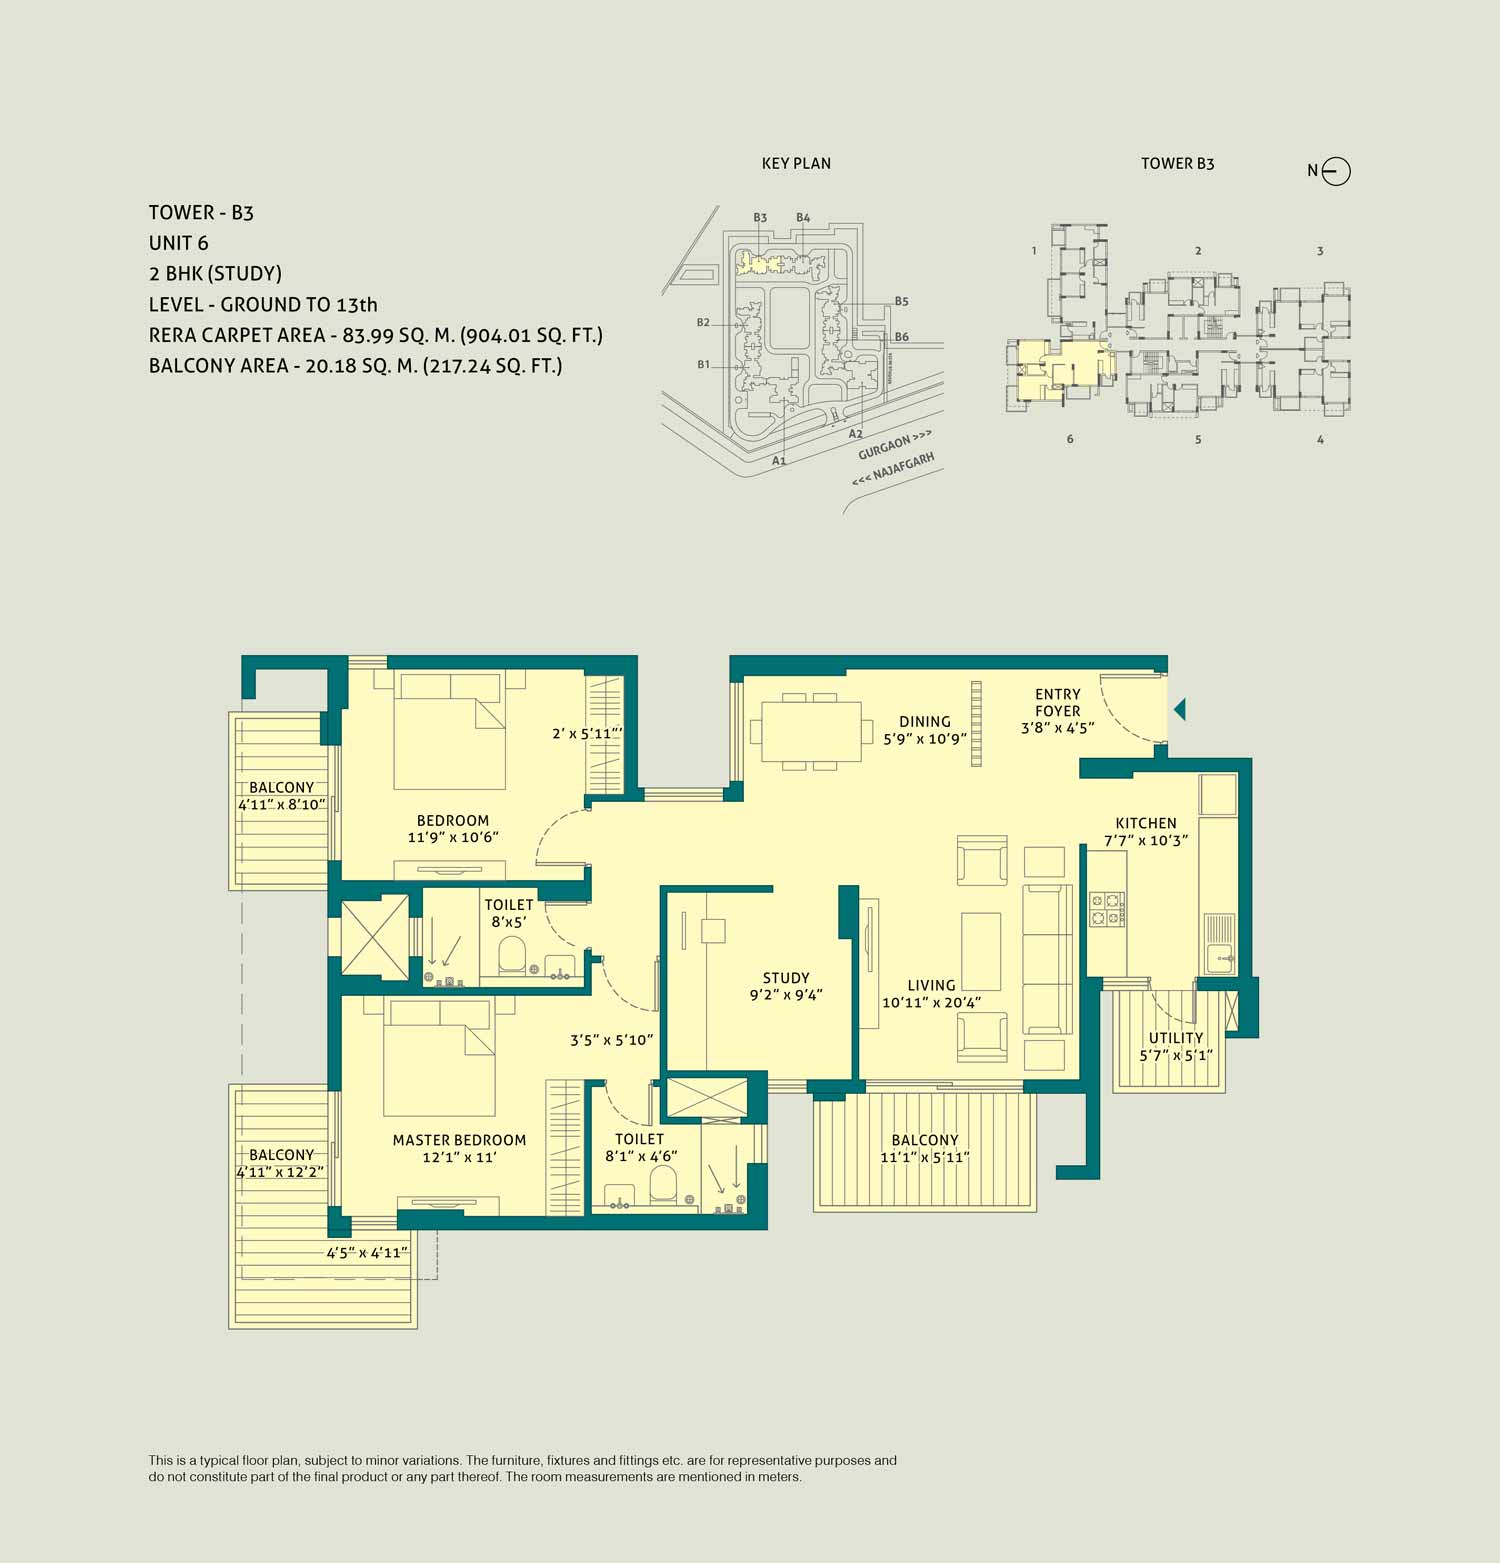 KEY PLAN
TOWER B3
N
TOWER - B3
UNIT 6
2 BHK (STUDY)
LEVEL - GROUND TO 13th
RERA CARPET AREA - 83.99 SQ. M. (904.01 SQ. FT.)
BALCONY AREA - 20.18 SQ. M. (217.24 SQ. FT.)
B3
B4
B5
B2
B6
B1
A2
A1
GURGAON >>>
<<< NAJAFGARH
1
2
3
6
5
4
ENTRY
FOYER
3'8" x 4'5"
DINING
5'9" x 10'9"
2' x 5'11"'
BALCONY
4'11" x 8'10"
BEDROOM
11'9" x 10'6"
KITCHEN
7'7" x 10'3"
TOILET
8'x5'
STUDY
9'2" x 9'4"
LIVING
10'11" x 20'4"
3'5" x 5'10"
UTILITY
5'7" x 5'1"
MASTER BEDROOM
12'1" x 11'
TOILET
8'1" x 4'6"
BALCONY
11'1" x 5'11"
BALCONY
4'11" x 12'2"
4'5" x 4'11"
This is a typical floor plan, subject to minor variations. The furniture, fixtures and fittings etc. are for representative purposes and
do not constitute part of the final product or any part thereof. The room measurements are mentioned in meters.